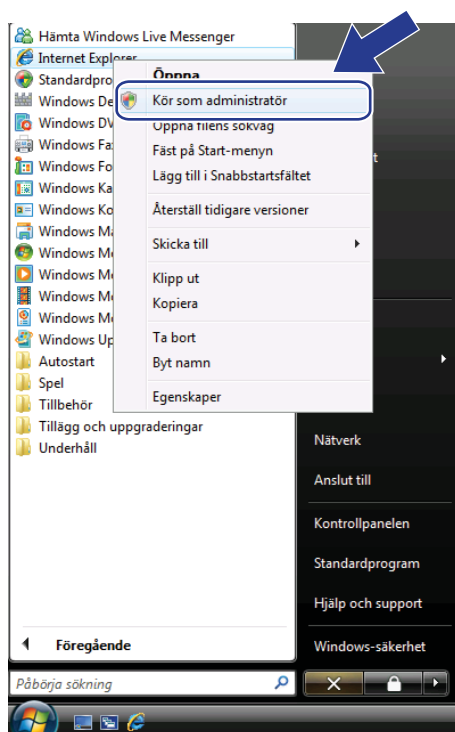 Hämta Windows Live Messenger
Internet Explorer
Standardpro
Windows De
Windows DV
Windows Fa
Windows Fo
Windows Ka
Windows Ko
Windows Ma
Windows M
Windows Me
Windows Me
Windows Me
Windows Up
Autostart
Spel
Tillbehör
Tillägg och uppgraderingar
Underhåll
Föregående
Påbörja sökning
Öppna
Kör som administratör
Öppna filens sökväg
Fäst på Start-menyn
Lägg till i Snabbstartsfältet
Återställ tidigare versioner
Skicka till
Klipp ut
Kopiera
Ta bort
Byt namn
Egenskaper
t
Nätverk
Anslut till
Kontrollpanelen
Standardprogram
Hjälp och support
Windows-säkerhet